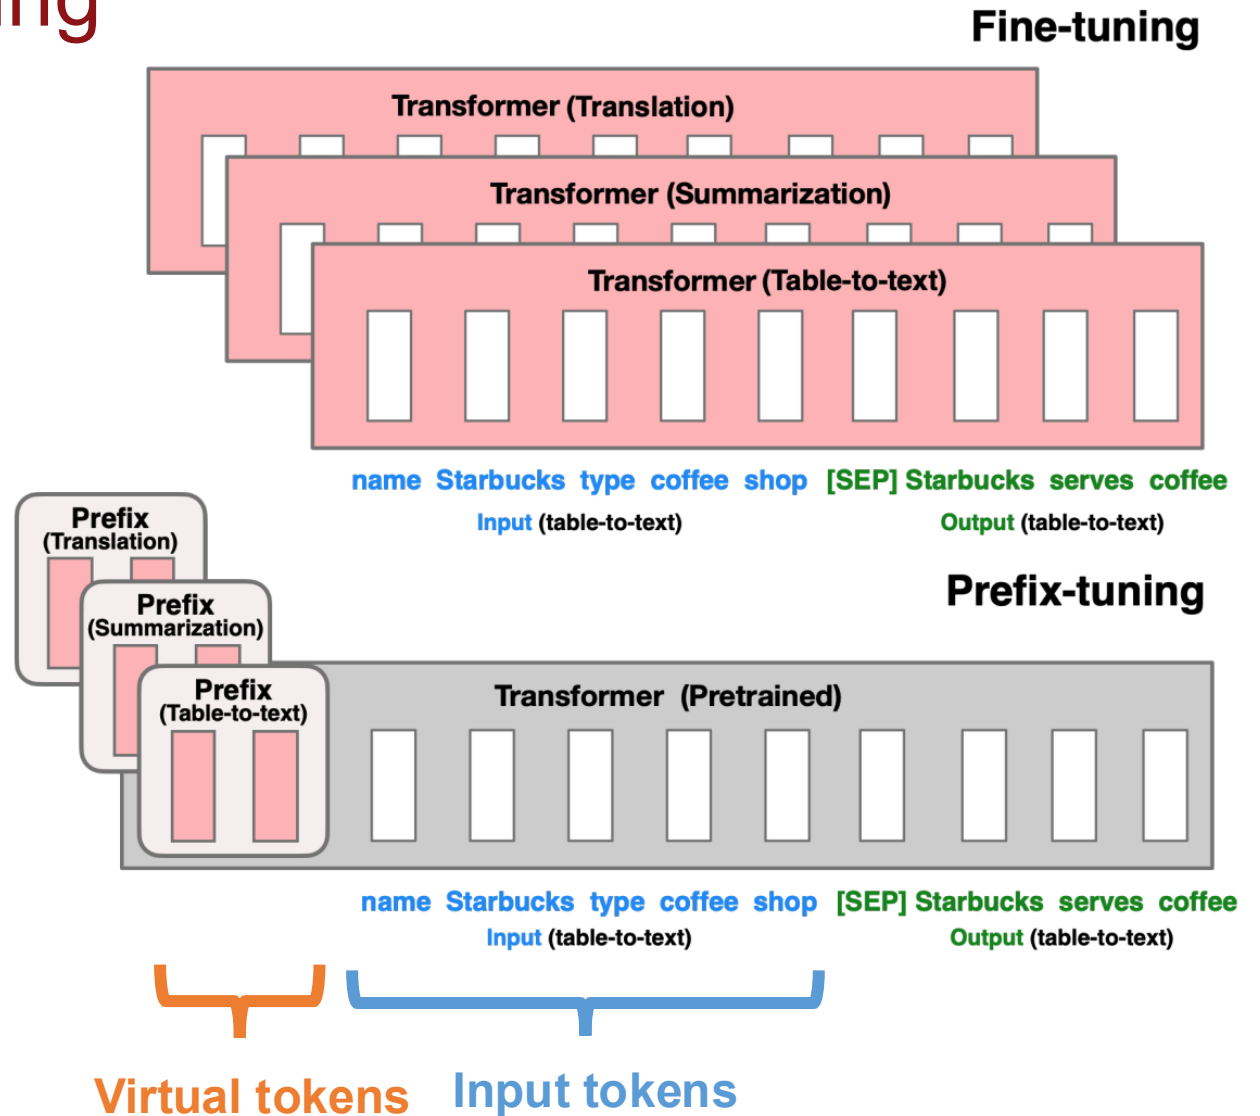 ing
Fine-tuning
Transformer (Translation)
Transformer (Summarization)
Transformer (Table-to-text)
name Starbucks type coffee shop [SEP] Starbucks serves coffee
Input (table-to-text) Output (table-to-text)
Prefix
(Translation)
Prefix-tuning
Prefix
(Summarization)
Prefix
(Table-to-text)
Transformer (Pretrained)
name Starbucks type coffee shop [SEP] Starbucks serves coffee
Input (table-to-text) Output (table-to-text)
Virtual tokens Input tokens